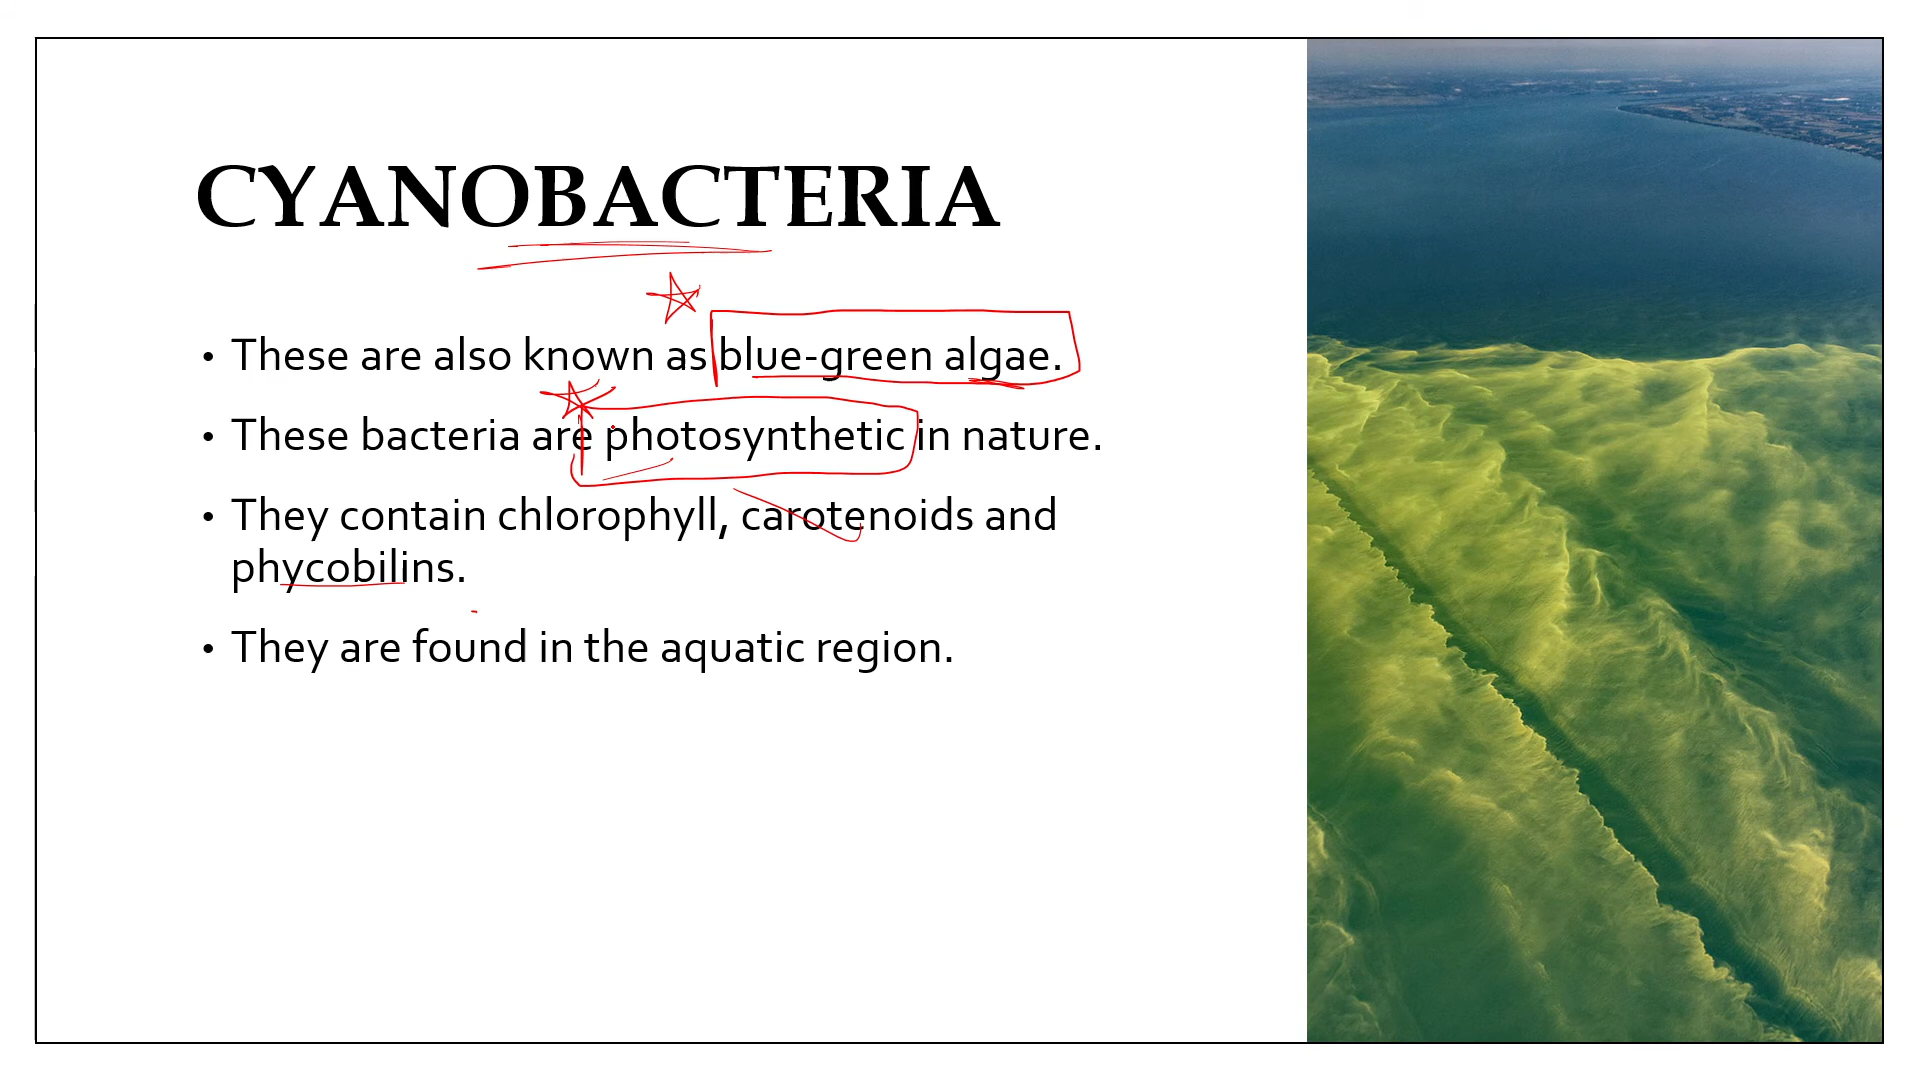 CYANOBACTERIA
• These are also known as blue-green algae.
• These bacteria are photosynthetic in nature.
• They contain chlorophyll, carotenoids and
phycobilins.
• They are found in the aquatic region.